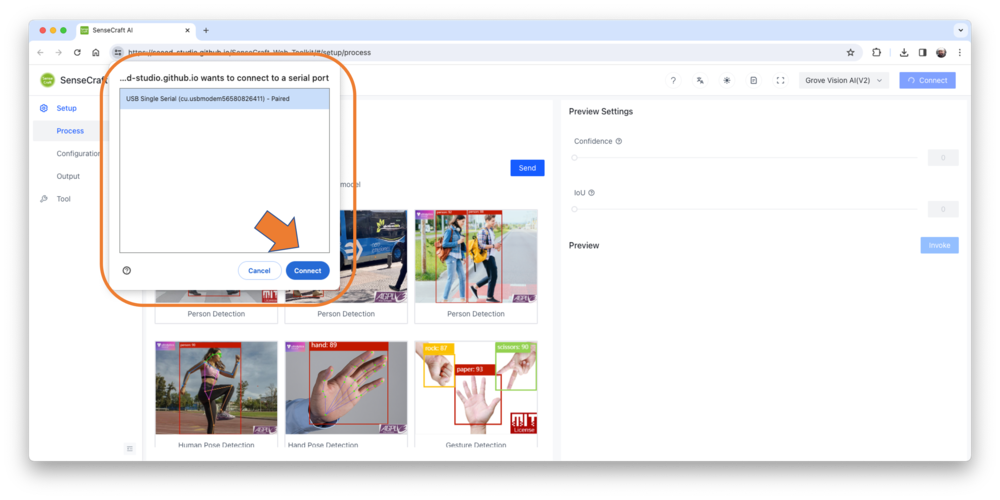 SenseCraft AI
https://seeed-studio.github.io/SenseCraft_Web_Toolkit/#/setup/process
...d-studio.github.io wants to connect to a serial port
USB Single Serial (cu.usbmodem56580826411) - Paired
Cancel
Connect
SenseCraft
Grove Vision AI(V2)
Connect
Setup
Process
Configuration
Output
Tool
Send
model
Person Detection
Person Detection
Person Detection
hand: 89
rock: 87
paper: 93
scissors: 90
MIT
License
Human Pose Detection
Hand Pose Detection
Gesture Detection
Preview Settings
Confidence
0
IoU
0
Preview
Invoke